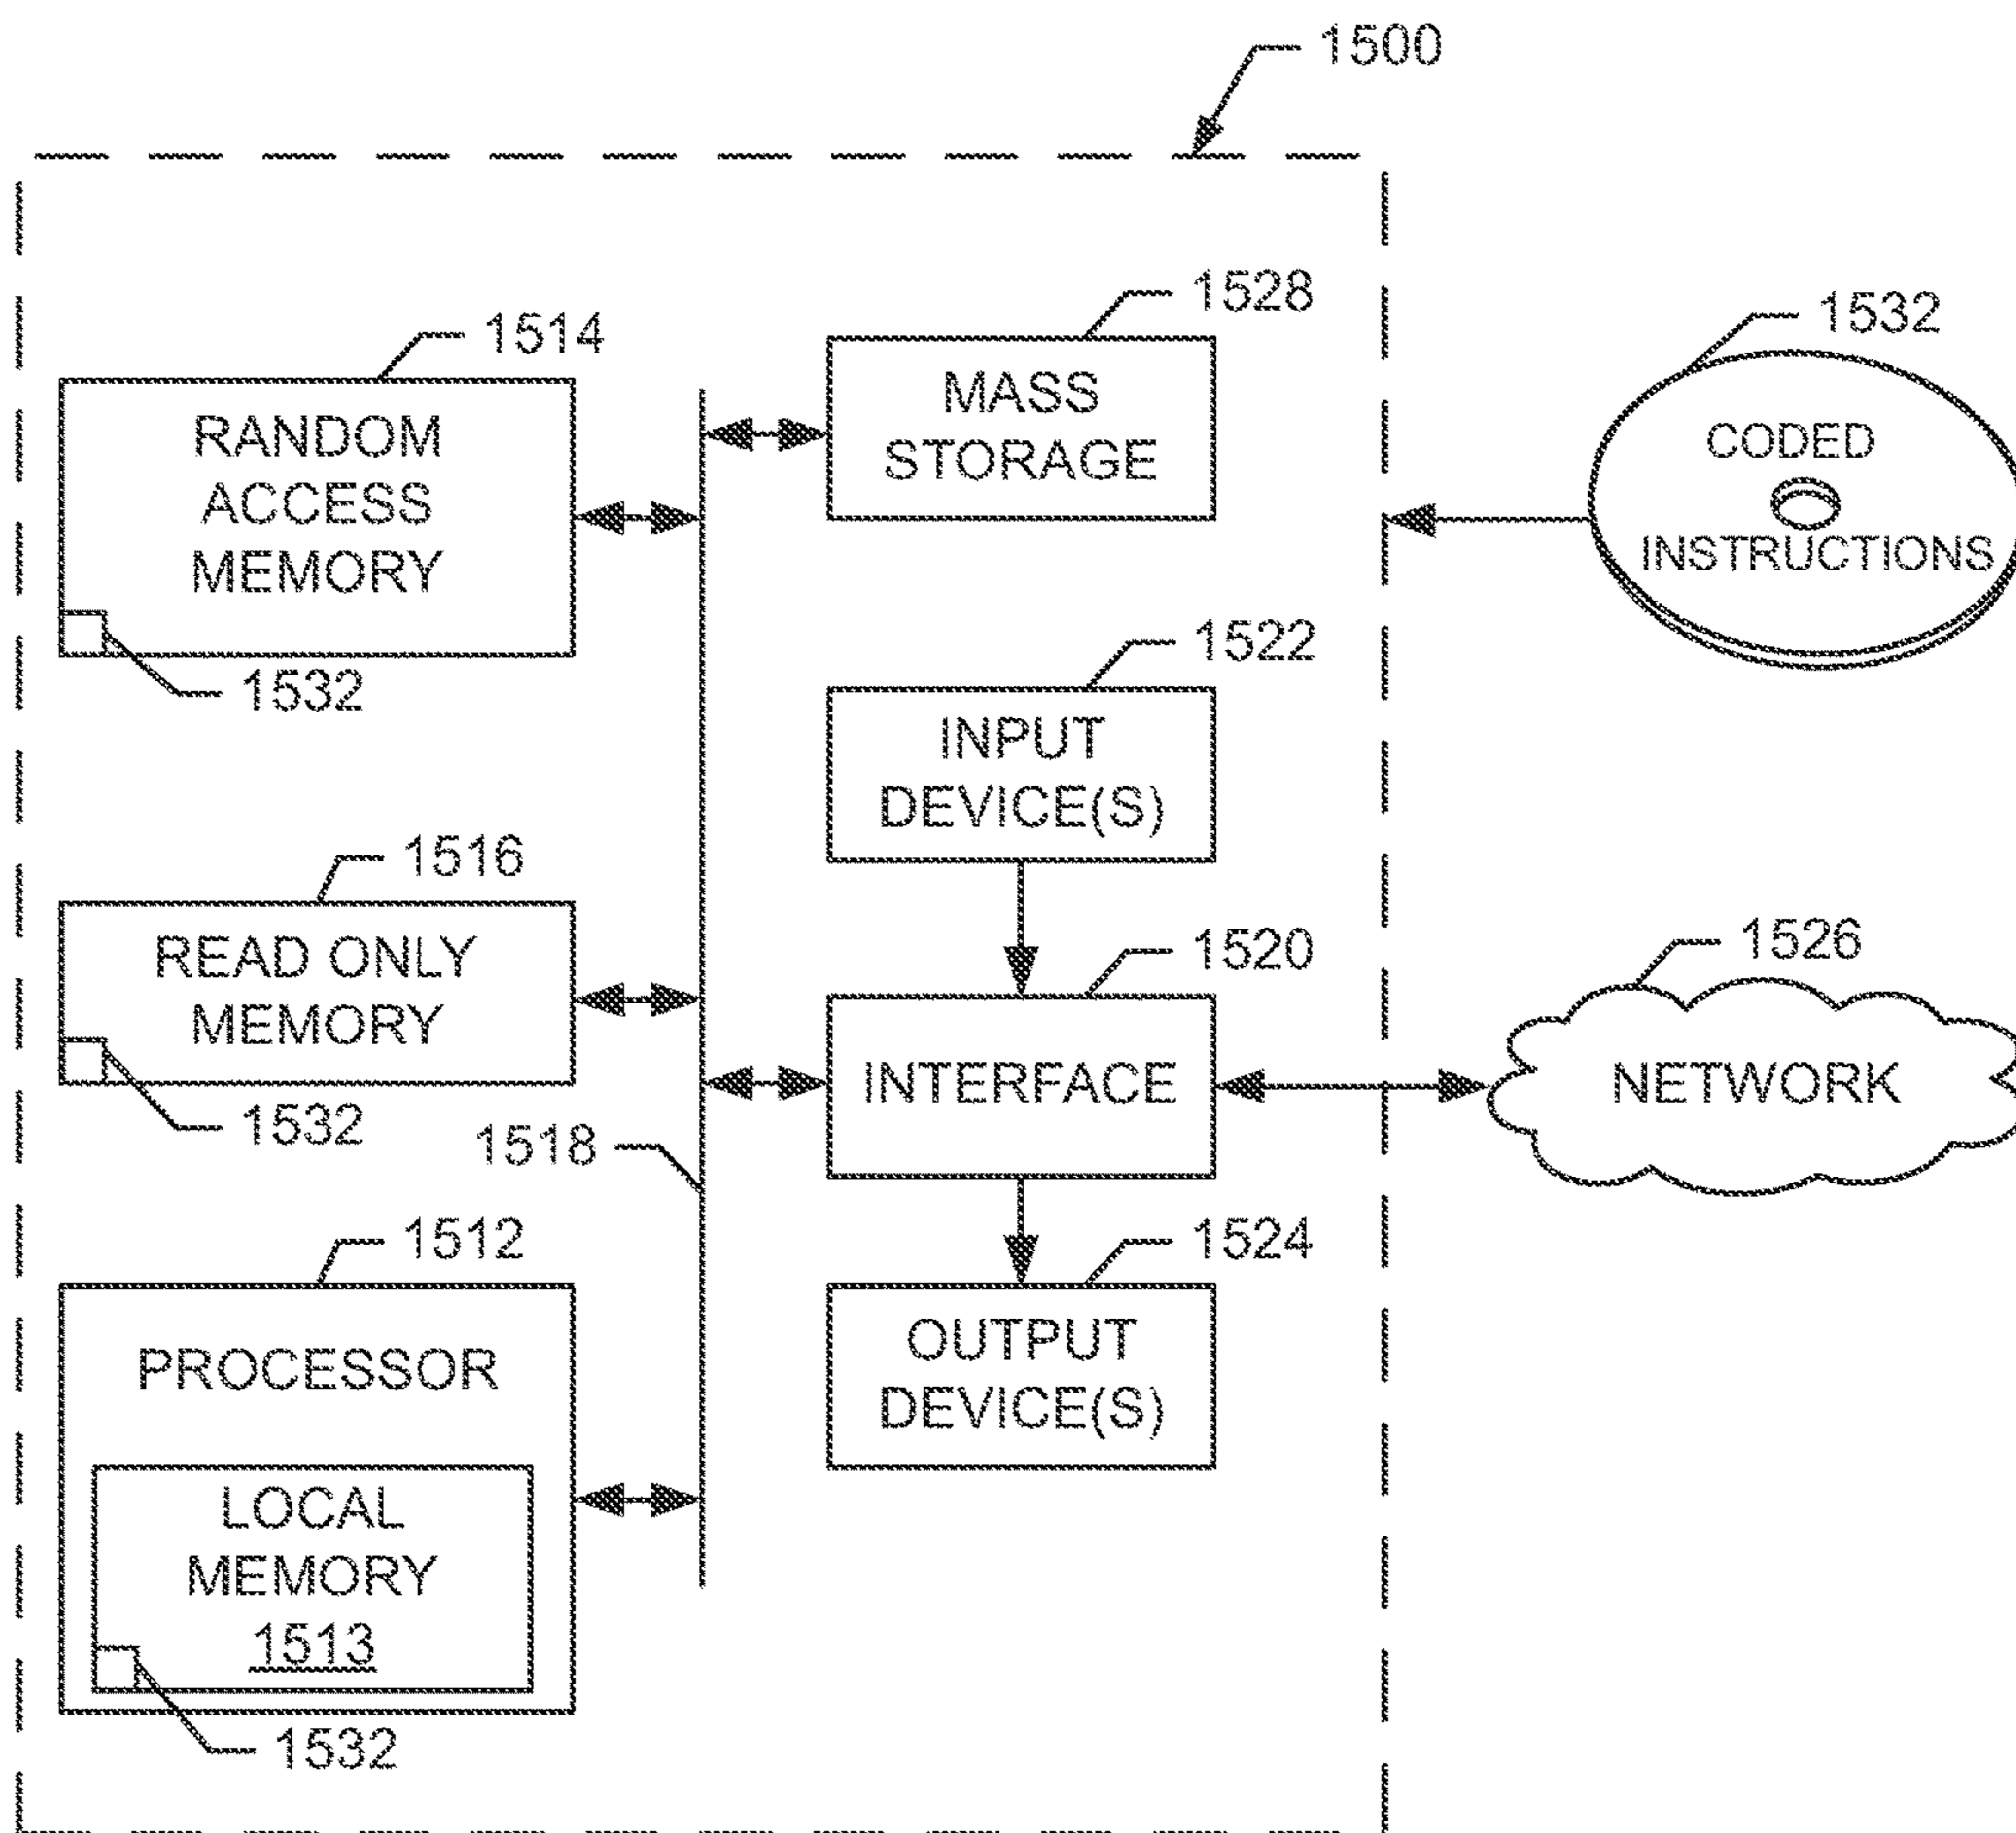 1500
1528
MASS
STORAGE
1514
RANDOM
ACCESS
MEMORY
1532
1532
CODED
INSTRUCTIONS
1522
INPUT
DEVICE(S)
1516
READ ONLY
MEMORY
1532
1520
INTERFACE
1526
NETWORK
1518
1512
PROCESSOR
LOCAL
MEMORY
1513
1532
1524
OUTPUT
DEVICE(S)